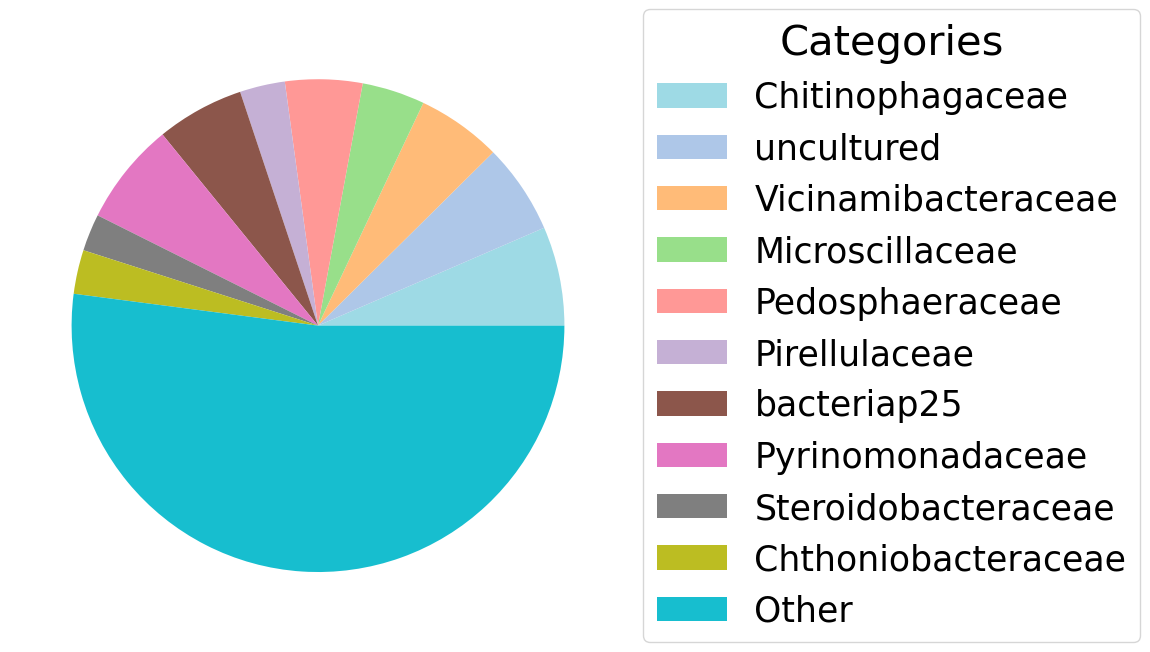 Categories
Chitinophagaceae
uncultured
Vicinamibacteraceae
Microscillaceae
Pedosphaeraceae
Pirellulaceae
bacteriap25
Pyrinomonadaceae
Steroidobacteraceae
Chthoniobacteraceae
Other